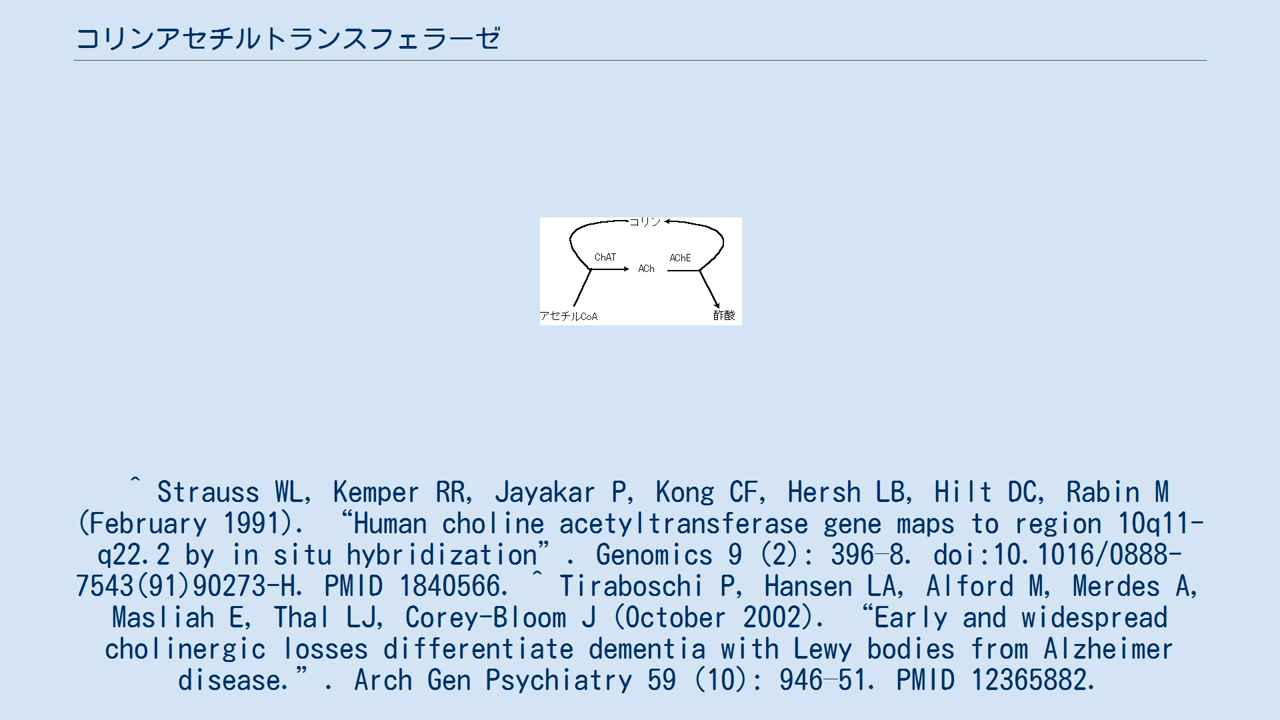 コリンアセチルトランスフェラーゼ
コリン
ChAT
ACh
AChE
アセチルCoA
酢酸
^ Strauss WL, Kemper RR, Jayakar P, Kong CF, Hersh LB, Hilt DC, Rabin M
(February 1991). “Human choline acetyltransferase gene maps to region 10q11-
q22.2 by in situ hybridization”. Genomics 9 (2): 396–8. doi:10.1016/0888-
7543(91)90273-H. PMID 1840566. ^ Tiraboschi P, Hansen LA, Alford M, Merdes A,
Masliah E, Thal LJ, Corey-Bloom J (October 2002). “Early and widespread
cholinergic losses differentiate dementia with Lewy bodies from Alzheimer
disease.”. Arch Gen Psychiatry 59 (10): 946–51. PMID 12365882.